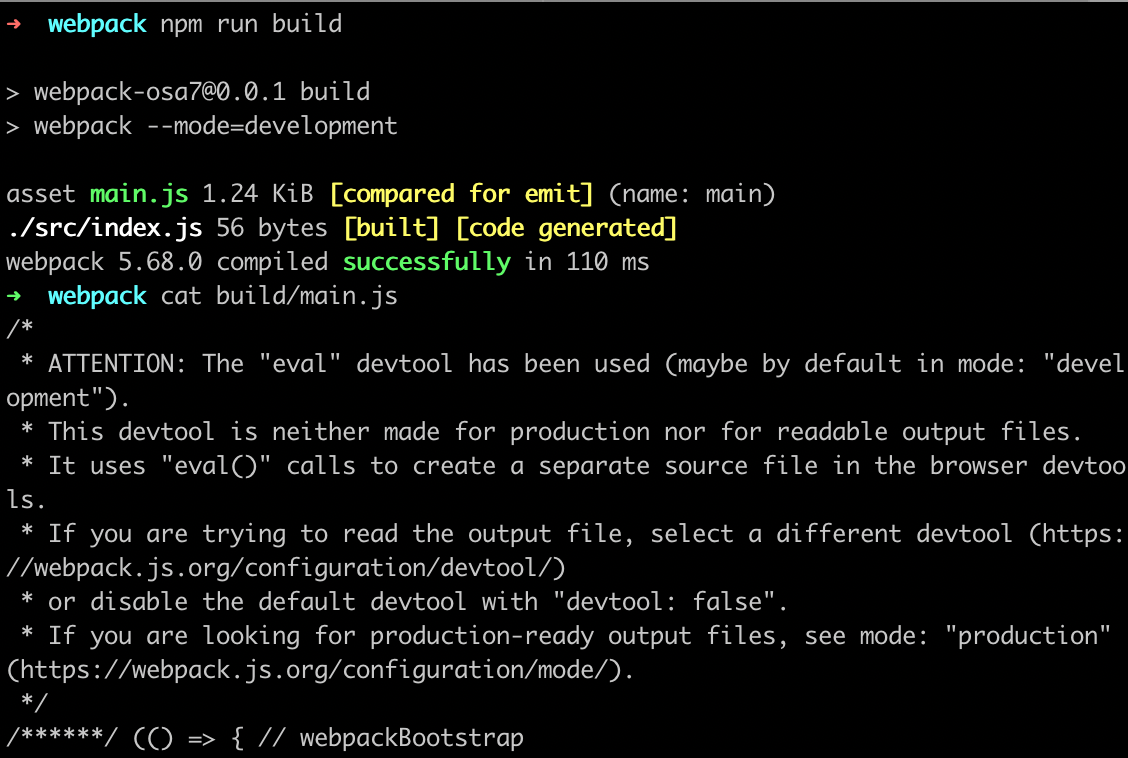 → webpack npm run build
> webpack-osa7@0.0.1 build
> webpack --mode=development
asset main.js 1.24 KiB [compared for emit] (name: main)
./src/index.js 56 bytes [built] [code generated]
webpack 5.68.0 compiled successfully in 110 ms
→ webpack cat build/main.js
/*
 * ATTENTION: The "eval" devtool has been used (maybe by default in mode: "devel
opment").
 * This devtool is neither made for production nor for readable output files.
 * It uses "eval()" calls to create a separate source file in the browser devtoo
ls.
 * If you are trying to read the output file, select a different devtool (https:
//webpack.js.org/configuration/devtool/)
 * or disable the default devtool with "devtool: false".
 * If you are looking for production-ready output files, see mode: "production"
(https://webpack.js.org/configuration/mode/).
 */
/******/ (() => { // webpackBootstrap